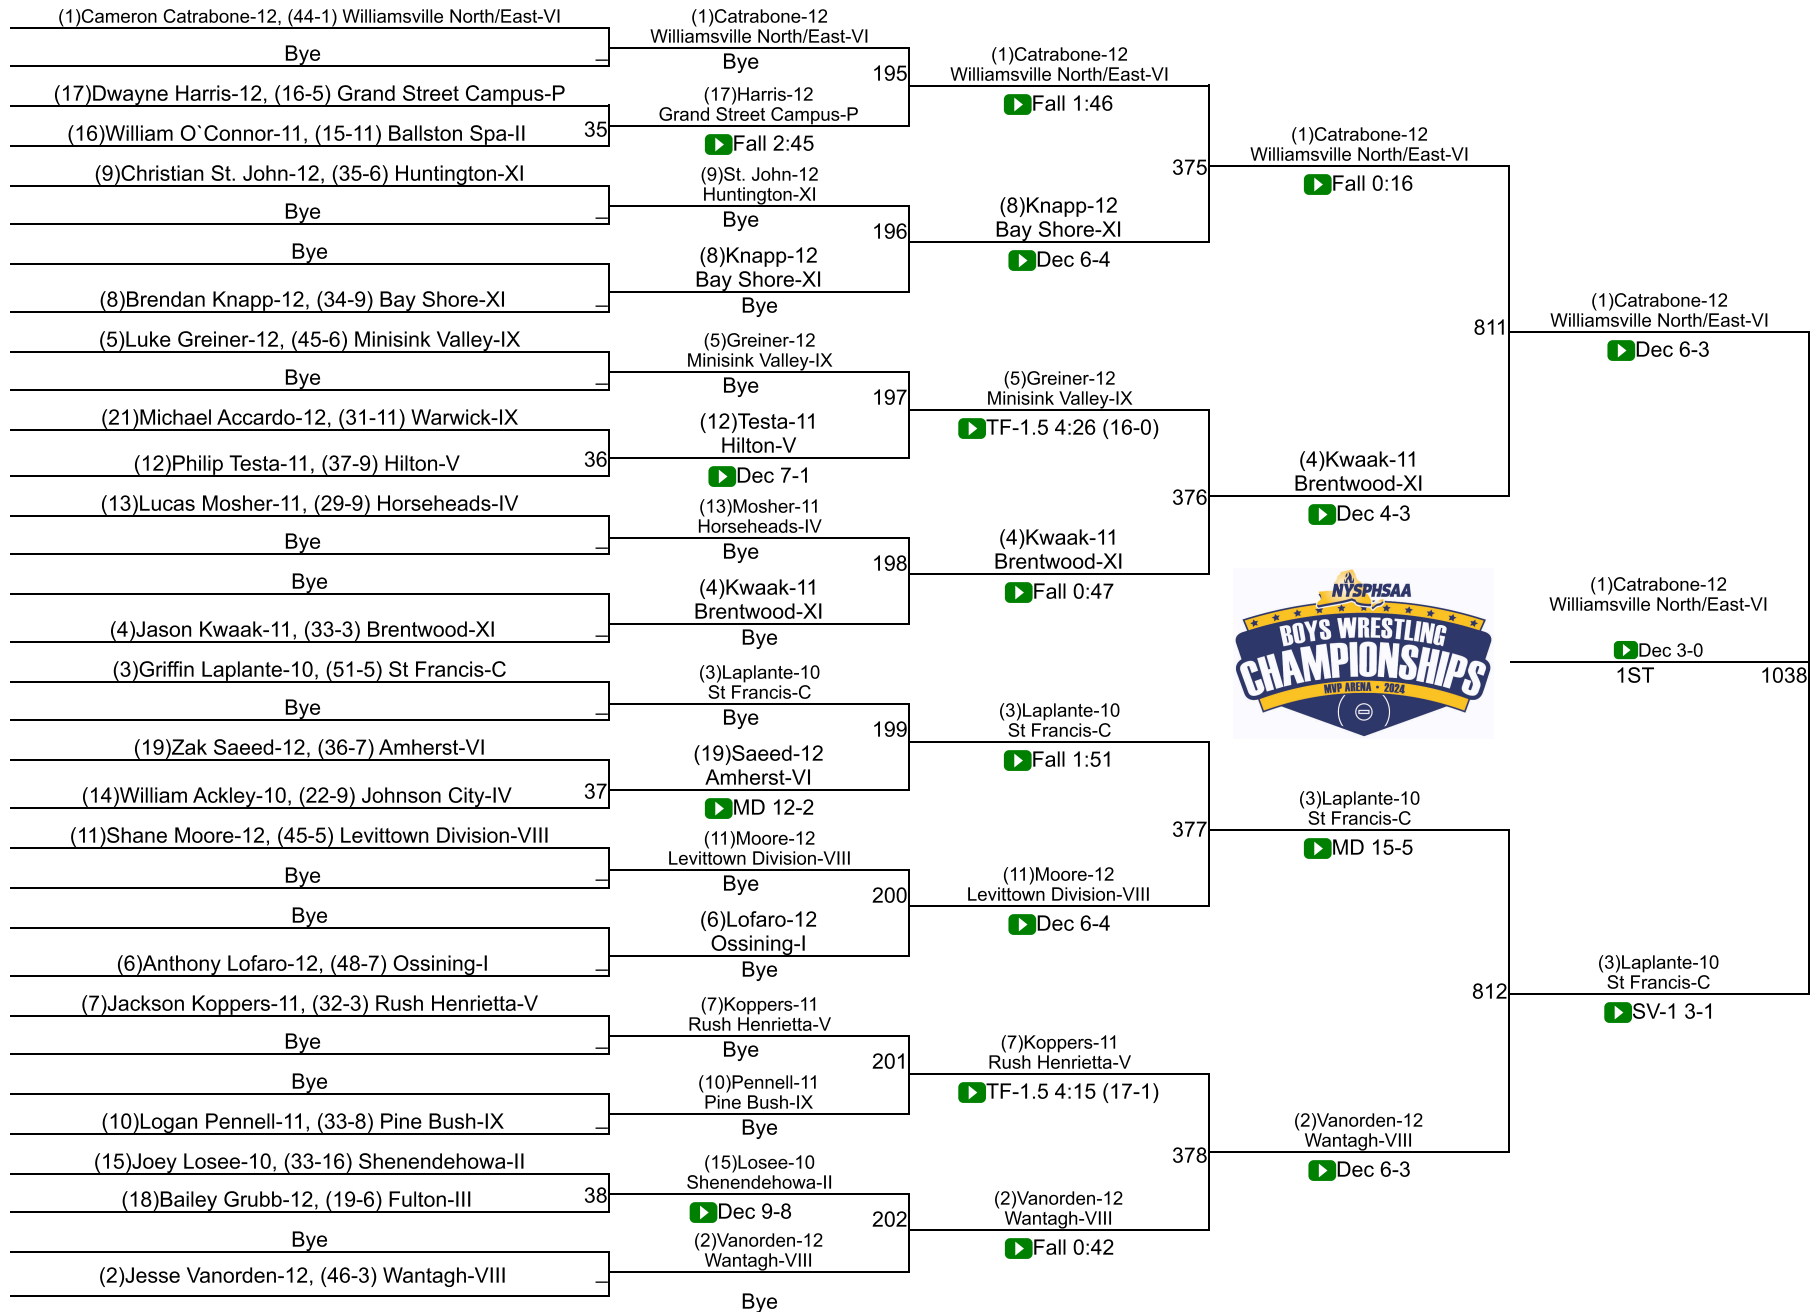 (1)Cameron Catrabone-12, (44-1) Williamsville North/East-VI
Bye
(17)Dwayne Harris-12, (16-5) Grand Street Campus-P
(16)William O`Connor-11, (15-11) Ballston Spa-II
35
(9)Christian St. John-12, (35-6) Huntington-XI
Bye
Bye
(8)Brendan Knapp-12, (34-9) Bay Shore-XI
(5)Luke Greiner-12, (45-6) Minisink Valley-IX
Bye
(21)Michael Accardo-12, (31-11) Warwick-IX
(12)Philip Testa-11, (37-9) Hilton-V
36
(13)Lucas Mosher-11, (29-9) Horseheads-IV
Bye
Bye
(4)Jason Kwaak-11, (33-3) Brentwood-XI
(3)Griffin Laplante-10, (51-5) St Francis-C
Bye
(19)Zak Saeed-12, (36-7) Amherst-VI
(14)William Ackley-10, (22-9) Johnson City-IV
37
(11)Shane Moore-12, (45-5) Levittown Division-VIII
Bye
Bye
(6)Anthony Lofaro-12, (48-7) Ossining-I
(7)Jackson Koppers-11, (32-3) Rush Henrietta-V
Bye
Bye
(10)Logan Pennell-11, (33-8) Pine Bush-IX
(15)Joey Losee-10, (33-16) Shenendehowa-II
(18)Bailey Grubb-12, (19-6) Fulton-III
38
Bye
(2)Jesse Vanorden-12, (46-3) Wantagh-VIII
(1)Catrabone-12
Williamsville North/East-VI
Bye
195
(17)Harris-12
Grand Street Campus-P
Fall 2:45
(9)St. John-12
Huntington-XI
Bye
196
(8)Knapp-12
Bay Shore-XI
Bye
(5)Greiner-12
Minisink Valley-IX
Bye
197
(12)Testa-11
Hilton-V
Dec 7-1
(13)Mosher-11
Horseheads-IV
Bye
198
(4)Kwaak-11
Brentwood-XI
Bye
(3)Laplante-10
St Francis-C
Bye
199
(19)Saeed-12
Amherst-VI
MD 12-2
(11)Moore-12
Levittown Division-VIII
Bye
200
(6)Lofaro-12
Ossining-I
Bye
(7)Koppers-11
Rush Henrietta-V
Bye
201
(10)Pennell-11
Pine Bush-IX
Bye
(15)Losee-10
Shenendehowa-II
Dec 9-8
202
(2)Vanorden-12
Wantagh-VIII
Bye
(1)Catrabone-12
Williamsville North/East-VI
Fall 1:46
375
(8)Knapp-12
Bay Shore-XI
Dec 6-4
(5)Greiner-12
Minisink Valley-IX
TF-1.5 4:26 (16-0)
376
(4)Kwaak-11
Brentwood-XI
Fall 0:47
(3)Laplante-10
St Francis-C
Fall 1:51
377
(11)Moore-12
Levittown Division-VIII
Dec 6-4
(7)Koppers-11
Rush Henrietta-V
TF-1.5 4:15 (17-1)
378
(2)Vanorden-12
Wantagh-VIII
Fall 0:42
(1)Catrabone-12
Williamsville North/East-VI
Fall 0:16
811
(4)Kwaak-11
Brentwood-XI
Dec 4-3
NYSPHSAA
BOYS WRESTLING
CHAMPIONSHIPS
MVP ARENA • 2024
(3)Laplante-10
St Francis-C
MD 15-5
812
(2)Vanorden-12
Wantagh-VIII
Dec 6-3
(1)Catrabone-12
Williamsville North/East-VI
Dec 6-3
(1)Catrabone-12
Williamsville North/East-VI
Dec 3-0
1ST
1038
(3)Laplante-10
St Francis-C
SV-1 3-1